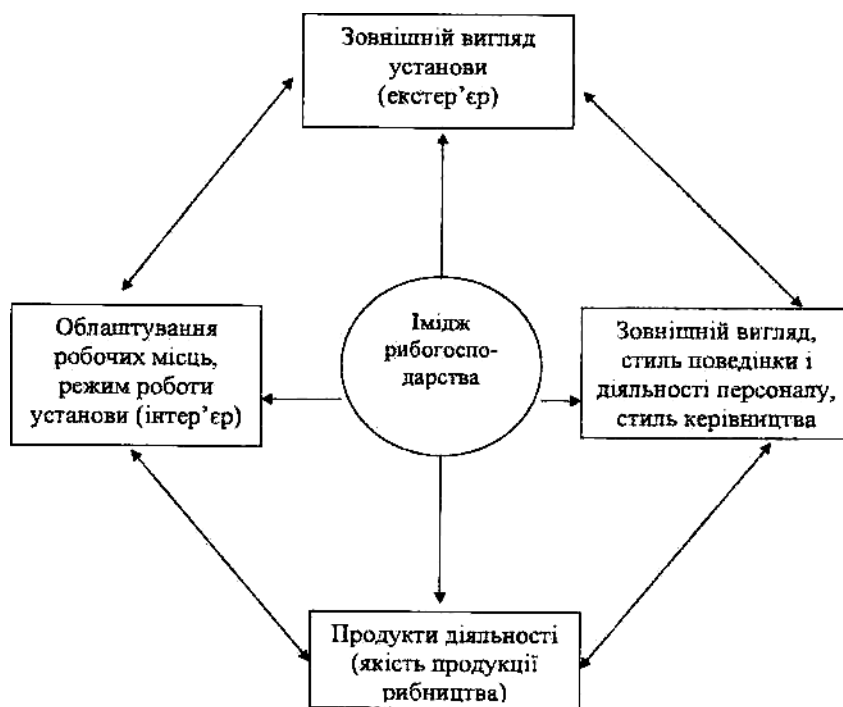 Зовнішній вигляд
установи
(екстер’єр)
Облаштування
робочих місць,
режим роботи
установи (інтер’єр)
Імідж
рибогоспо-
дарства
Зовнішній вигляд,
стиль поведінки і
діяльності персоналу,
стиль керівництва
Продукти діяльності
(якість продукції
рибництва)